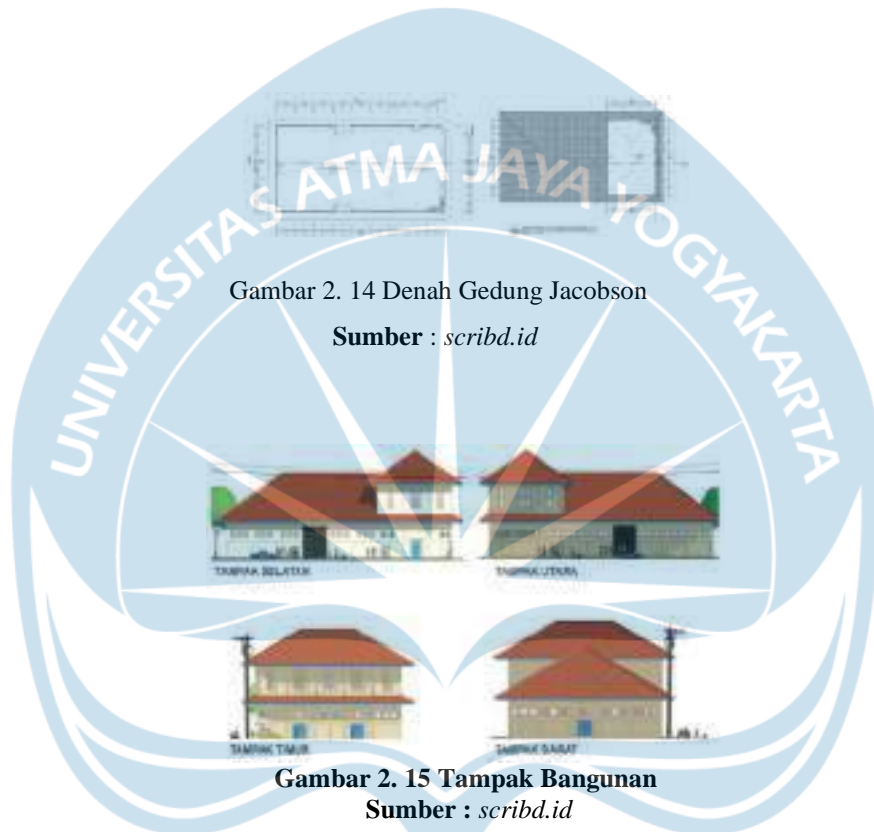 UNIVERSITAS ATMA JAYA YOGYAKARTA
Gambar 2. 14 Denah Gedung Jacobson
Sumber : scribd.id
TAMPAK SELATAN
TAMPAK UTARA
TAMPAK TIMUR
TAMPAK BARAT
Gambar 2. 15 Tampak Bangunan
Sumber : scribd.id